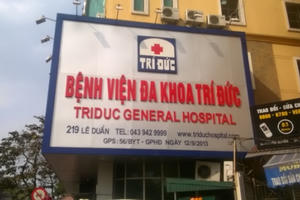 TRÍ ĐỨC
BỆNH VIỆN ĐA KHOA TRÍ ĐỨC
TRIDUC GENERAL HOSPITAL
219 LÊ DUẨN; TEL: 043 942 9999
www.triduchospital.com
GPS: 56/BYT - GPHĐ NGÀY 12/9/2013